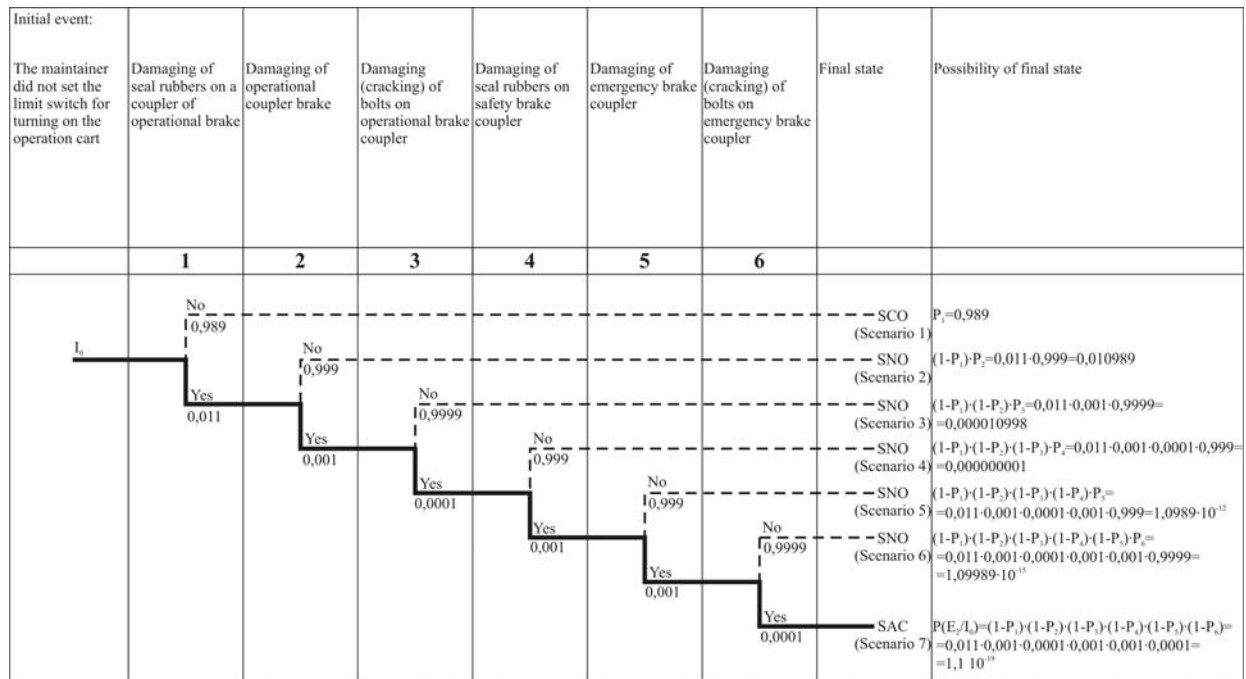 Initial event:
The maintainer
did not set the
limit switch for
turning on the
operation cart
Damaging of
seal rubbers on a
coupler of
operational brake
Damaging of
operational
coupler brake
Damaging
(cracking) of
bolts on
operational brake
coupler
Damaging of
seal rubbers on
safety brake
coupler
Damaging of
emergency brake
coupler
Damaging
(cracking) of
bolts on
emergency brake
coupler
Final state
Possibility of final state
1 2 3 4 5 6
No
0,989
SCO
(Scenario 1)
P₁=0,989
I₀
Yes
0,011
No
0,999
SNO
(Scenario 2)
(1-P₁)·P₂=0,011·0,999=0,010989
Yes
0,001
No
0,9999
SNO
(Scenario 3)
(1-P₁)·(1-P₂)·P₃=0,011·0,001·0,9999=
=0,000010998
Yes
0,0001
No
0,999
SNO
(Scenario 4)
(1-P₁)·(1-P₂)·(1-P₃)·P₄=0,011·0,001·0,0001·0,999=
=0,000000001
Yes
0,001
No
0,999
SNO
(Scenario 5)
(1-P₁)·(1-P₂)·(1-P₃)·(1-P₄)·P₅=
=0,011·0,001·0,0001·0,001·0,999=1,0989·10⁻¹²
Yes
0,001
No
0,9999
SNO
(Scenario 6)
(1-P₁)·(1-P₂)·(1-P₃)·(1-P₄)·(1-P₅)·P₆=
=0,011·0,001·0,0001·0,001·0,001·0,9999=
=1,09989·10⁻¹⁵
Yes
0,0001
SAC
(Scenario 7)
P(E₂/I₀)=(1-P₁)·(1-P₂)·(1-P₃)·(1-P₄)·(1-P₅)·(1-P₆)=
=0,011·0,001·0,0001·0,001·0,001·0,0001=
=1,1 10⁻¹⁹